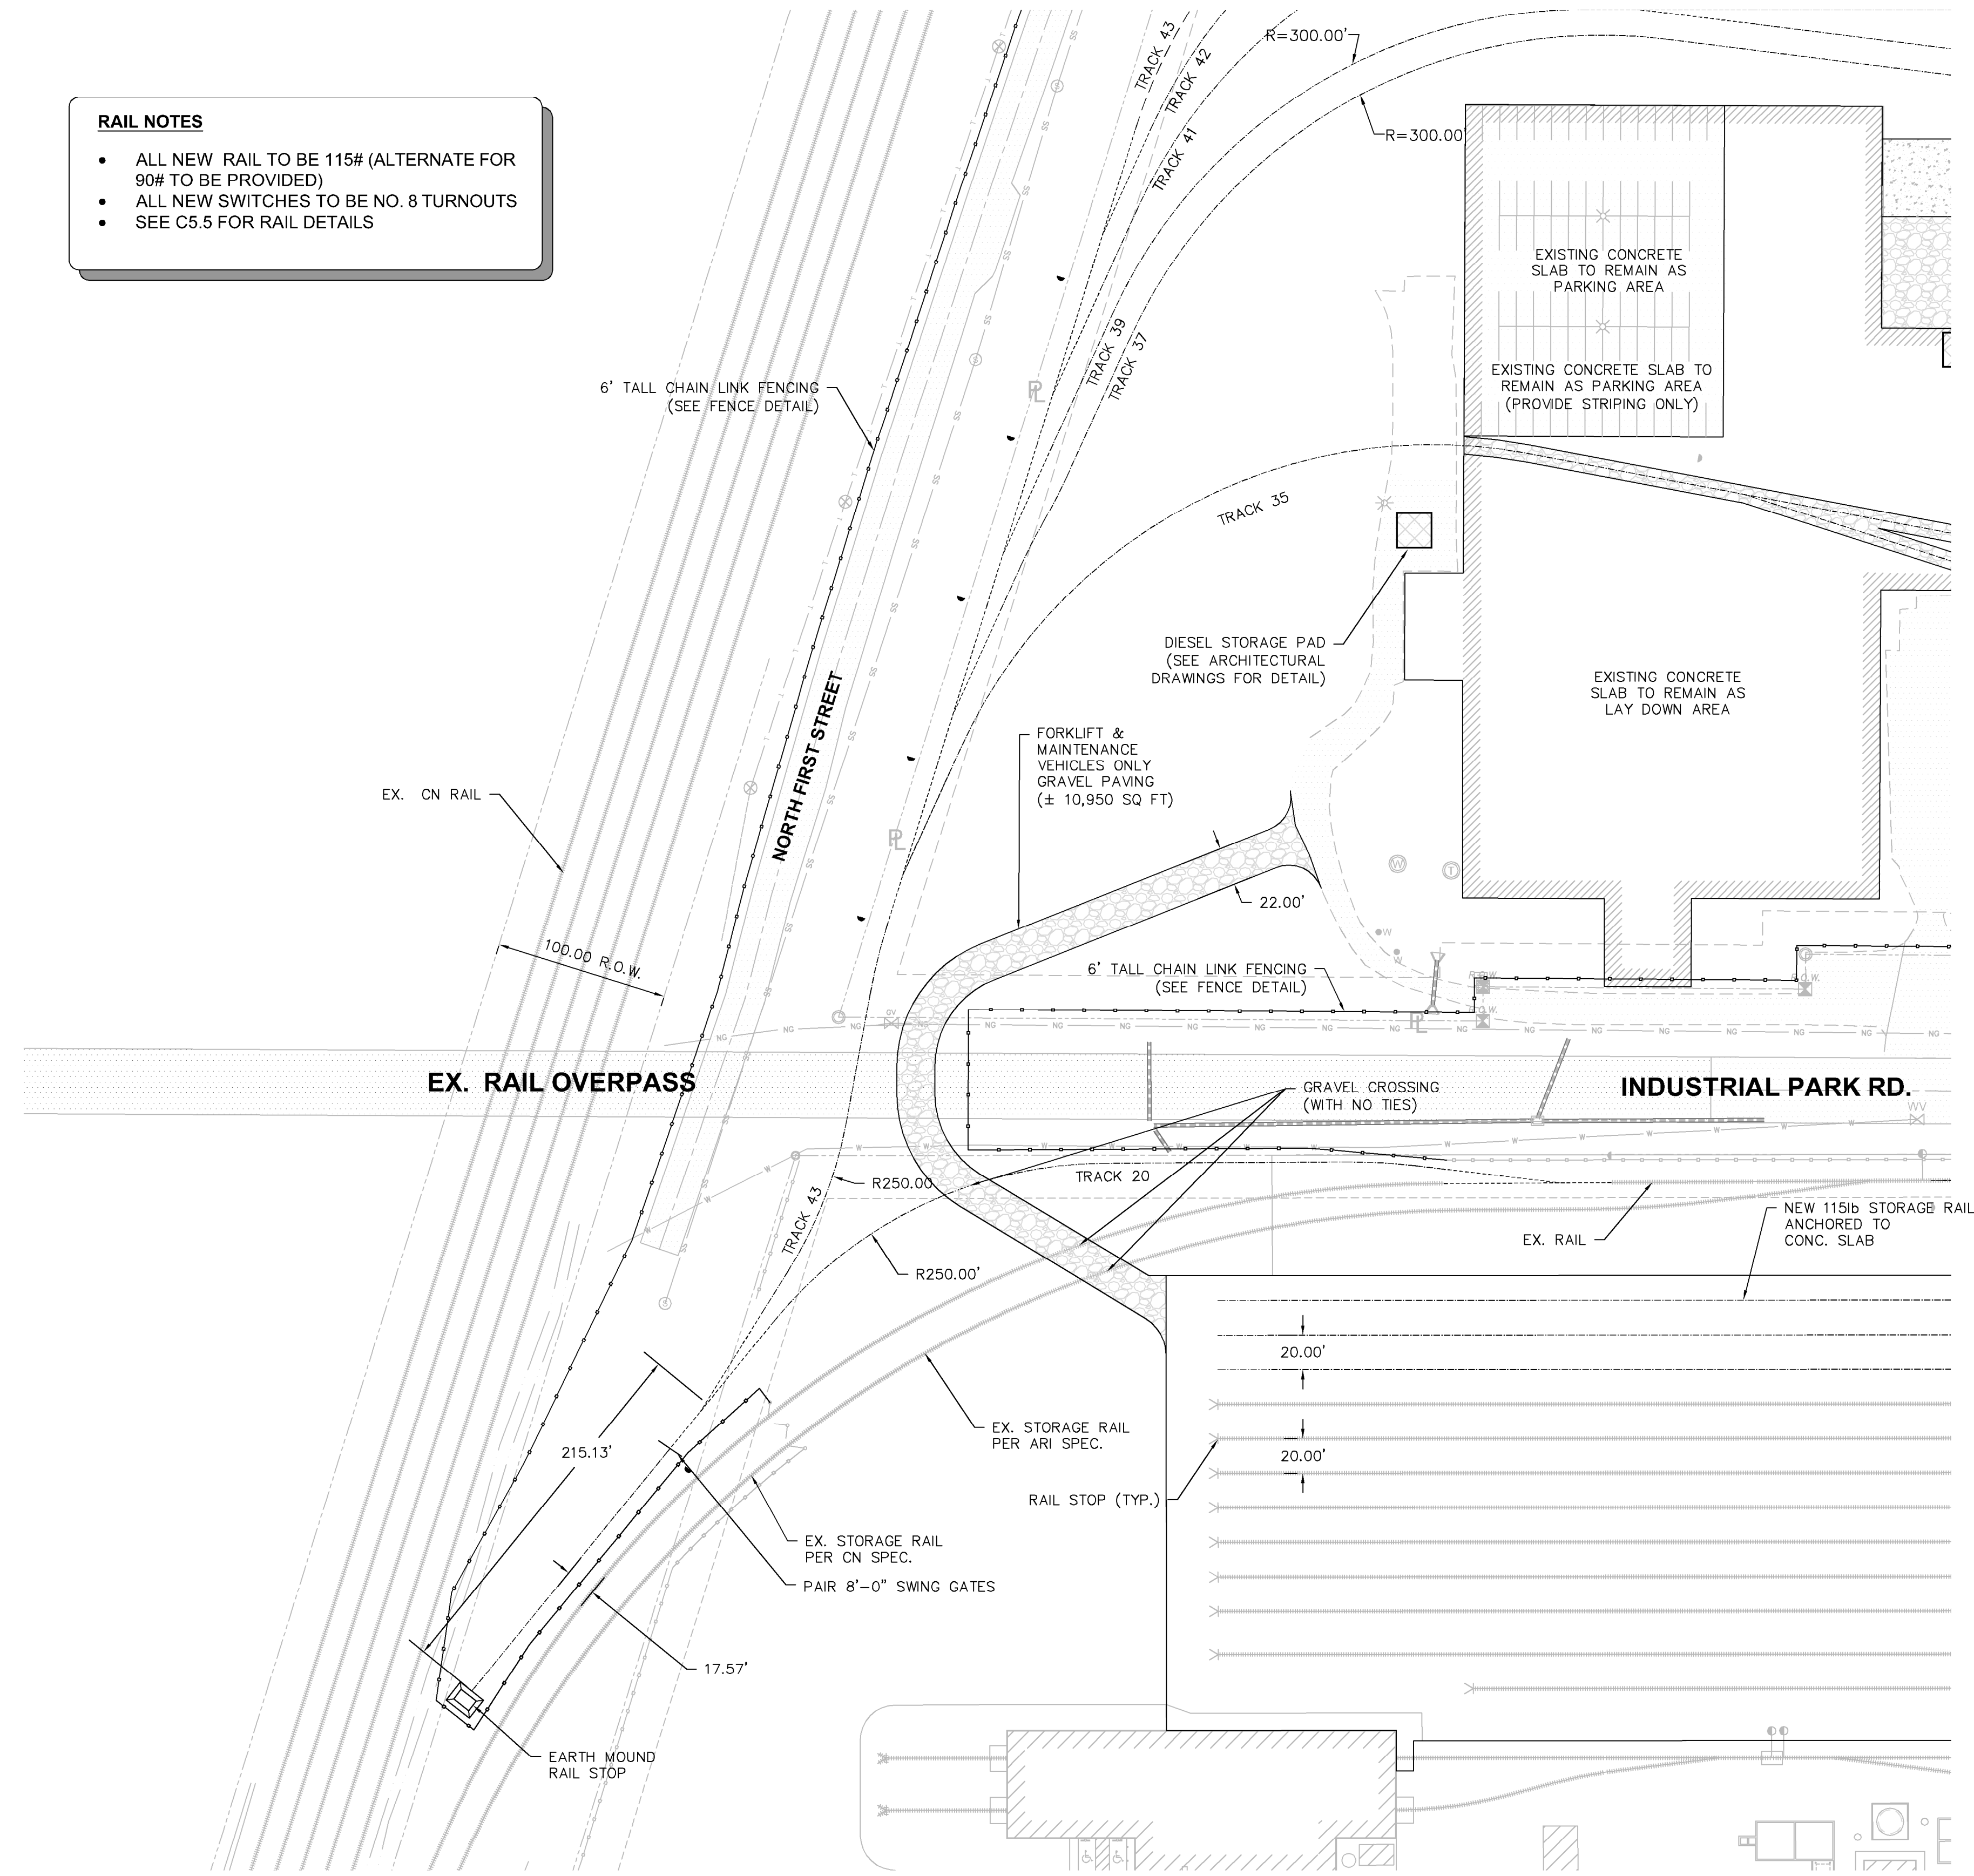 RAIL NOTES
• ALL NEW RAIL TO BE 115# (ALTERNATE FOR
90# TO BE PROVIDED)
• ALL NEW SWITCHES TO BE NO. 8 TURNOUTS
• SEE C5.5 FOR RAIL DETAILS
TRACK 43
TRACK 42
TRACK 41
R=300.00'
R=300.00'
TRACK 39
TRACK 37
EXISTING CONCRETE
SLAB TO REMAIN AS
PARKING AREA
EXISTING CONCRETE SLAB TO
REMAIN AS PARKING AREA
(PROVIDE STRIPING ONLY)
6' TALL CHAIN LINK FENCING
(SEE FENCE DETAIL)
PL
TRACK 35
DIESEL STORAGE PAD
(SEE ARCHITECTURAL
DRAWINGS FOR DETAIL)
EXISTING CONCRETE
SLAB TO REMAIN AS
LAY DOWN AREA
NORTH FIRST STREET
FORKLIFT &
MAINTENANCE
VEHICLES ONLY
GRAVEL PAVING
(± 10,950 SQ FT)
EX. CN RAIL
PL
22.00'
100.00 R.O.W.
6' TALL CHAIN LINK FENCING
(SEE FENCE DETAIL)
PL
EX. RAIL OVERPASS
GRAVEL CROSSING
(WITH NO TIES)
INDUSTRIAL PARK RD.
WV
R250.00
TRACK 20
TRACK 43
R250.00'
EX. RAIL
NEW 115lb STORAGE RAIL
ANCHORED TO
CONC. SLAB
20.00'
215.13'
EX. STORAGE RAIL
PER ARI SPEC.
20.00'
RAIL STOP (TYP.)
EX. STORAGE RAIL
PER CN SPEC.
PAIR 8'-0" SWING GATES
17.57'
EARTH MOUND
RAIL STOP